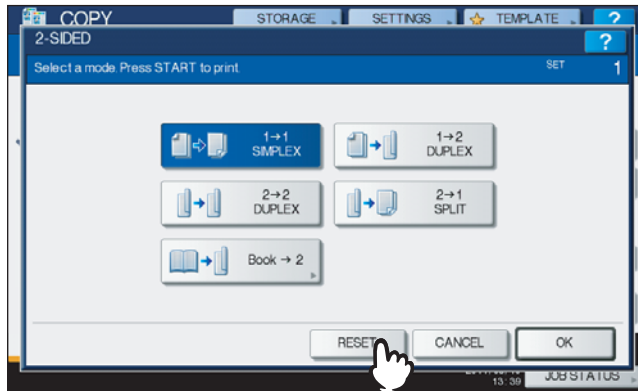 COPY
STORAGE
SETTINGS
TEMPLATE
?
2-SIDED
?
Select a mode. Press START to print.
SET
1
1→1
SIMPLEX
1→2
DUPLEX
2→2
DUPLEX
2→1
SPLIT
Book → 2
RESET
CANCEL
OK
13:39
JOB STATUS